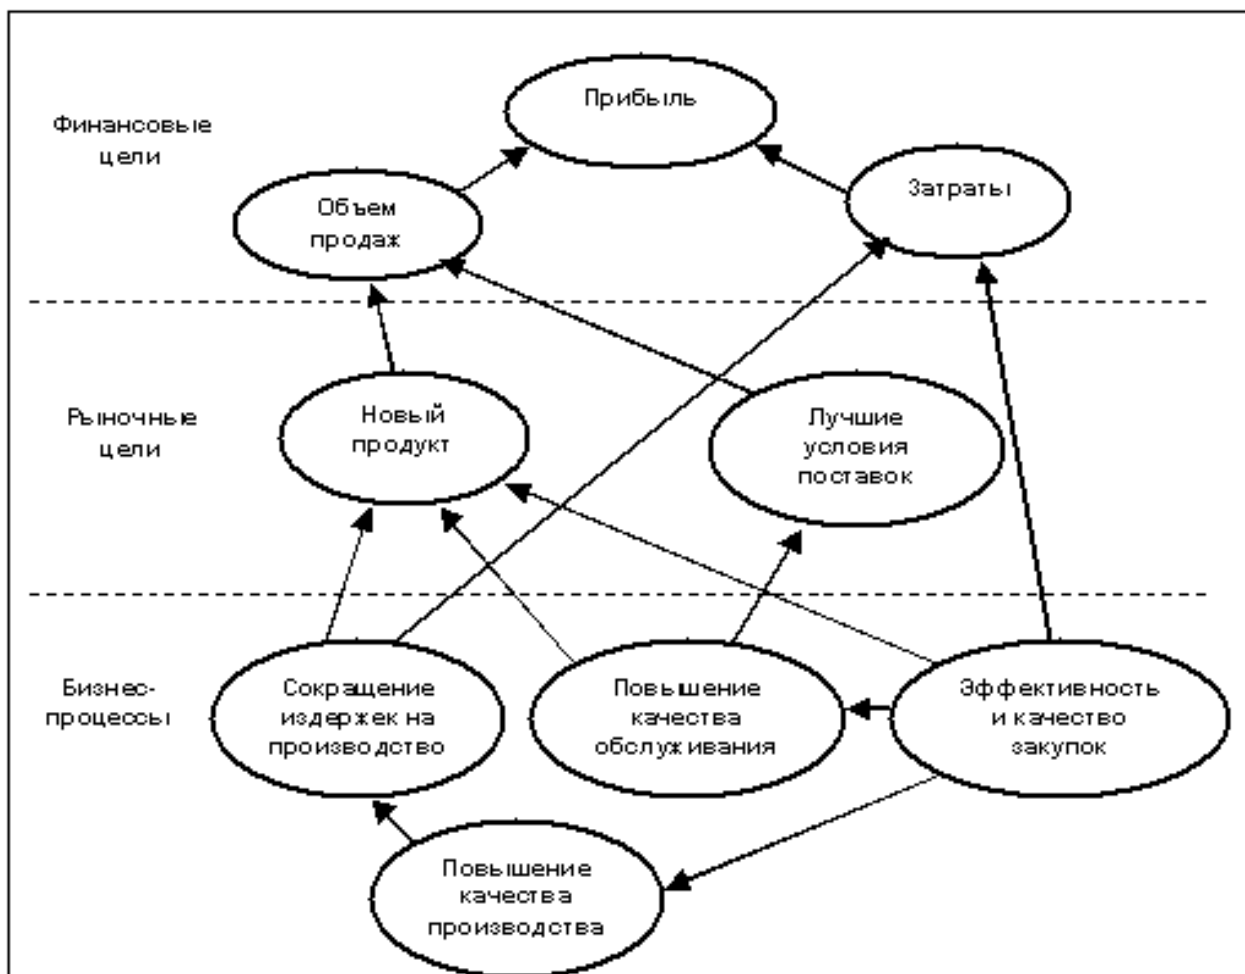 Прибыль
Финансовые
цели
Затраты
Объем
продаж
Рыночные
цели
Новый
продукт
Лучшие
условия
поставок
Бизнес-
процессы
Сокращение
издержек на
производство
Повышение
качества
обслуживания
Эффективность
и качество
закупок
Повышение
качества
производства